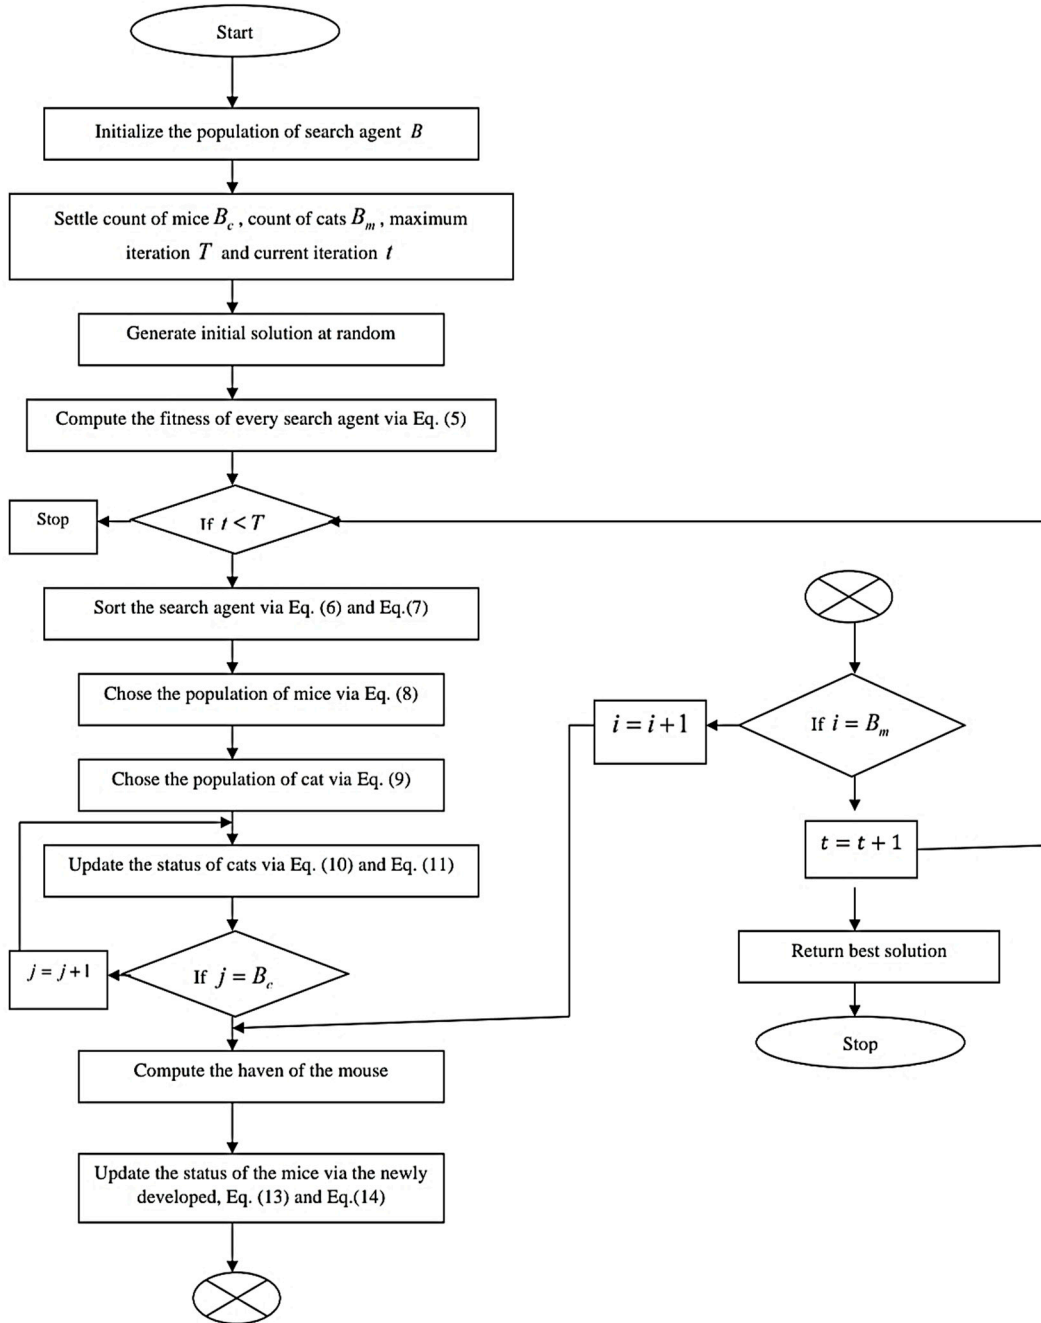 Start
Initialize the population of search agent B
Settle count of mice B_c , count of cats B_m , maximum
iteration T and current iteration t
Generate initial solution at random
Compute the fitness of every search agent via Eq. (5)
If t < T
Stop
Sort the search agent via Eq. (6) and Eq.(7)
Chose the population of mice via Eq. (8)
Chose the population of cat via Eq. (9)
Update the status of cats via Eq. (10) and Eq. (11)
If j = B_c
j = j+1
Compute the haven of the mouse
Update the status of the mice via the newly
developed, Eq. (13) and Eq.(14)
If i = B_m
i = i+1
t = t + 1
Return best solution
Stop